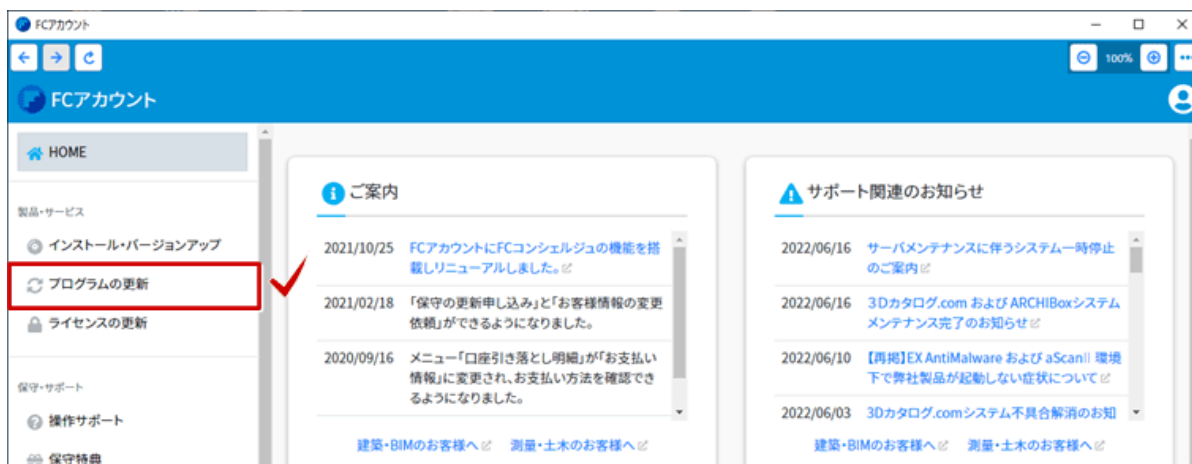 FCアカウント
100%
FCアカウント
HOME
製品・サービス
インストール・バージョンアップ
プログラムの更新
ライセンスの更新
保守・サポート
操作サポート
保守特典
ご案内
2021/10/25 FCアカウントにFCコンシェルジュの機能を搭
載しリニューアルしました。
2021/02/18 「保守の更新申し込み」と「お客様情報の変更
依頼」ができるようになりました。
2020/09/16 メニュー「口座引き落とし明細」が「お支払い
情報」に変更され、お支払い方法を確認でき
るようになりました。
建築・BIMのお客様へ 測量・土木のお客様へ
サポート関連のお知らせ
2022/06/16 サーバメンテナンスに伴うシステム一時停止
のご案内
2022/06/16 3Dカタログ.com および ARCHIBoxシステム
メンテナンス完了のお知らせ
2022/06/10 【再掲】EX AntiMalware および aScanⅡ 環境
下で弊社製品が起動しない症状について
2022/06/03 3Dカタログ.comシステム不具合解消のお知
建築・BIMのお客様へ 測量・土木のお客様へ